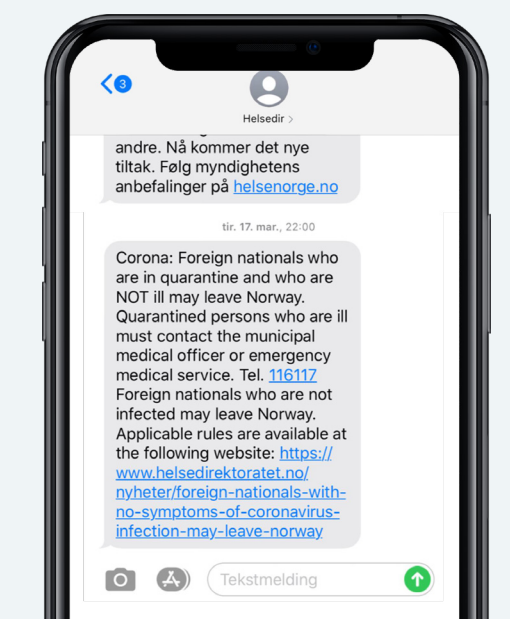 3
Helsedir >
andre. Nå kommer det nye
tiltak. Følg myndighetens
anbefalinger på helsenorge.no
tir. 17. mar., 22:00
Corona: Foreign nationals who
are in quarantine and who are
NOT ill may leave Norway.
Quarantined persons who are ill
must contact the municipal
medical officer or emergency
medical service. Tel. 116117
Foreign nationals who are not
infected may leave Norway.
Applicable rules are available at
the following website: https://
www.helsedirektoratet.no/
nyheter/foreign-nationals-with-
no-symptoms-of-coronavirus-
infection-may-leave-norway
Tekstmelding